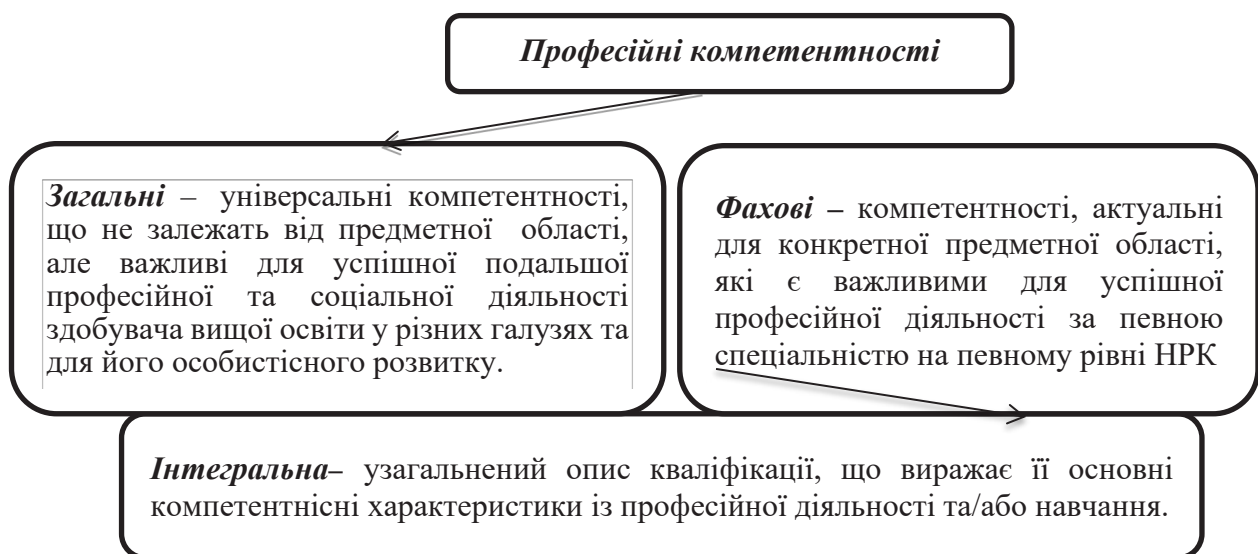 Професійні компетентності
Загальні – універсальні компетентності,
що не залежать від предметної області,
але важливі для успішної подальшої
професійної та соціальної діяльності
здобувача вищої освіти у різних галузях та
для його особистісного розвитку.
Фахові – компетентності, актуальні
для конкретної предметної області,
які є важливими для успішної
професійної діяльності за певною
спеціальністю на певному рівні НРК
Інтегральна– узагальнений опис кваліфікації, що виражає її основні
компетентнісні характеристики із професійної діяльності та/або навчання.